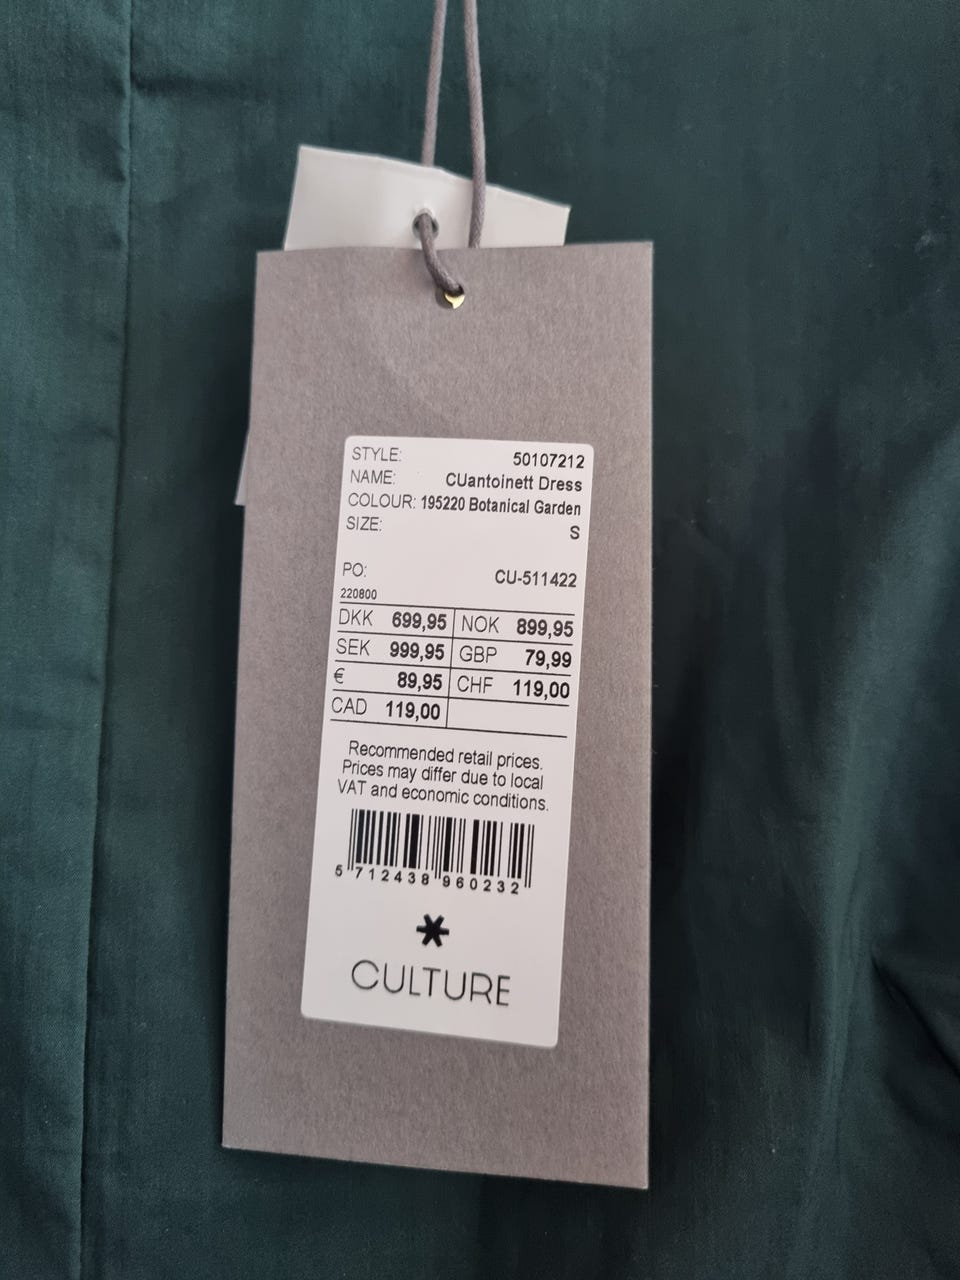 STYLE: 50107212
NAME: CUantoinett Dress
COLOUR: 195220 Botanical Garden
SIZE: S
PO: CU-511422
220800
DKK 699,95 NOK 899,95
SEK 999,95 GBP 79,99
€ 89,95 CHF 119,00
CAD 119,00
Recommended retail prices.
Prices may differ due to local
VAT and economic conditions.
5 712438 960232
CULTURE